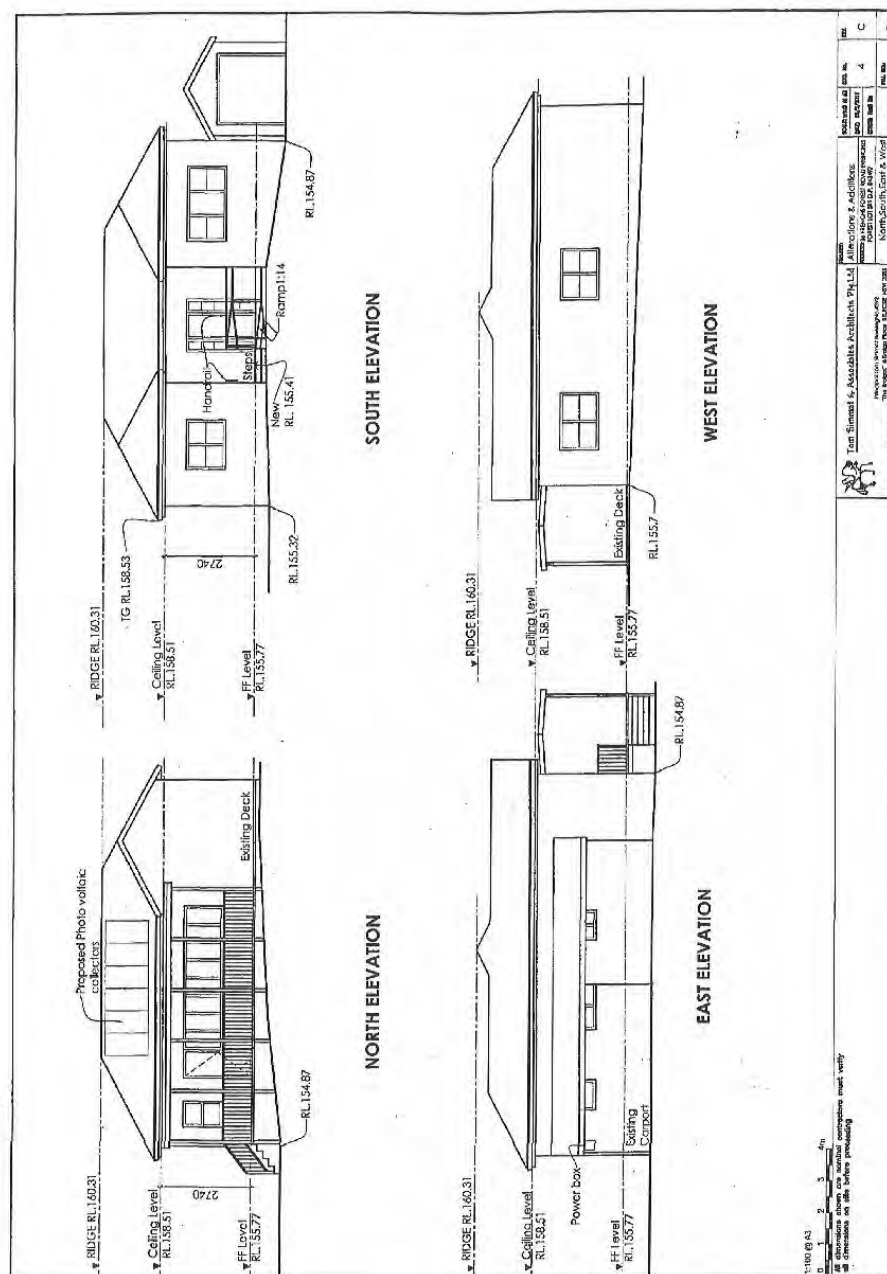 RIDGE RL.160.31
Ceiling Level
RL.158.51
FF Level
RL.155.77
2740
Proposed Photo voltaic
collectors
Existing Deck
RL.154.87
NORTH ELEVATION
RIDGE RL.160.31
TG RL.158.53
Ceiling Level
RL.158.51
FF Level
RL.155.77
2740
RL.155.32
Handrail
Steps
New
RL. 155.41
Ramp1:14
RL.154.87
SOUTH ELEVATION
RIDGE RL.160.31
Ceiling Level
RL.158.51
FF Level
RL.155.77
Power box
Existing
Carport
RL.154.87
EAST ELEVATION
RIDGE RL.160.31
Ceiling Level
RL.158.51
FF Level
RL.155.77
Existing Deck
RL.155.7
WEST ELEVATION
1:100 @ A3
0 1 2 3 4m
All dimensions shown are nominal contractors must verify
all dimensions on site before proceeding
Tom Simmat & Associates Architects Pty.Ltd
Alterations & Additions
North,South,East & West
4
C